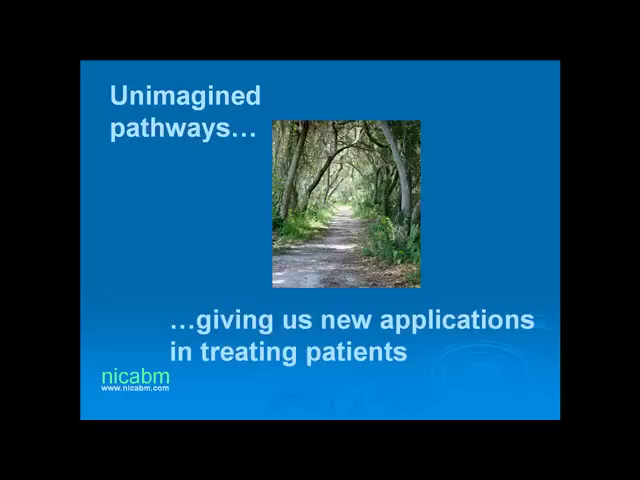 Unimagined
pathways…
…giving us new applications
in treating patients
nicabm
www.nicabm.com